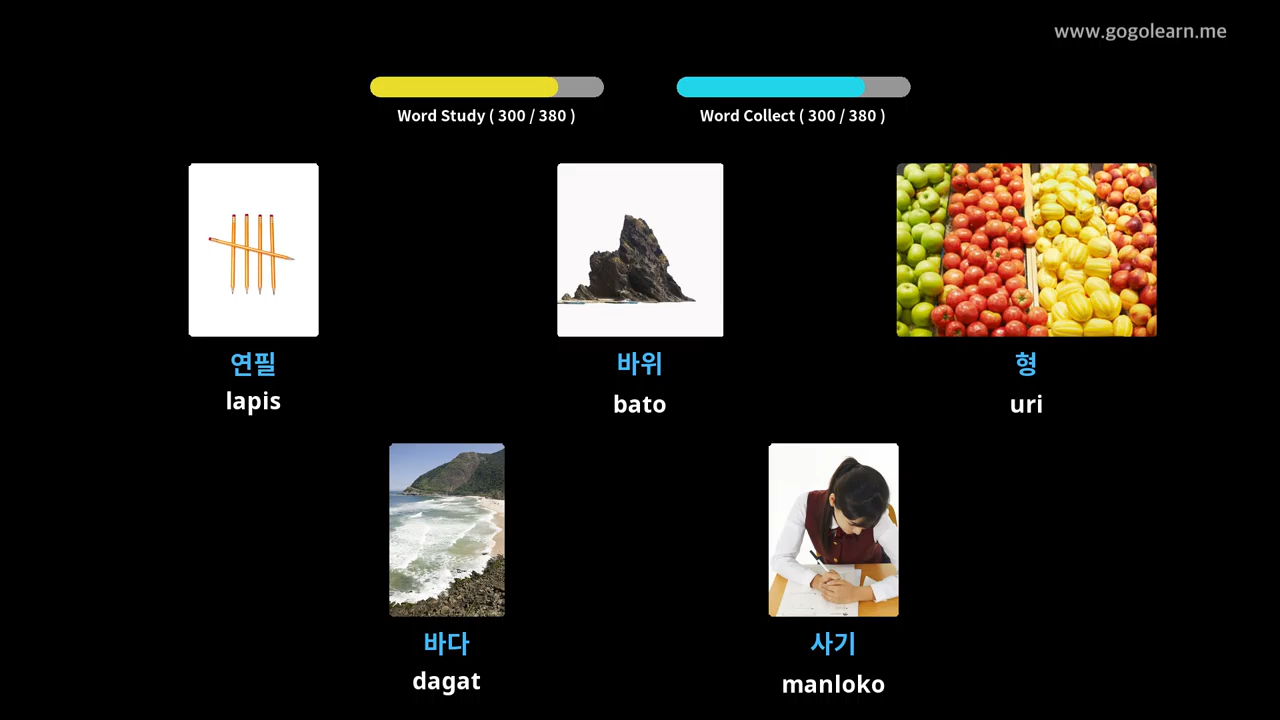 www.gogolearn.me
Word Study ( 300 / 380 )
Word Collect ( 300 / 380 )
연필
lapis
바위
bato
형
uri
바다
dagat
사기
manloko